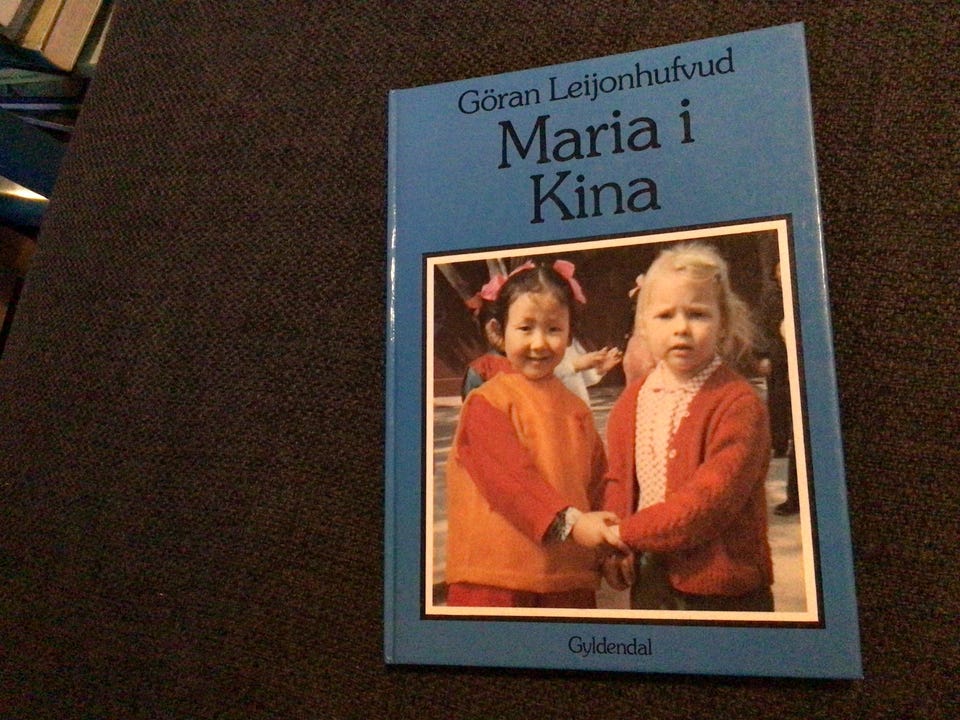 Göran Leijonhufvud
Maria i
Kina
Gyldendal